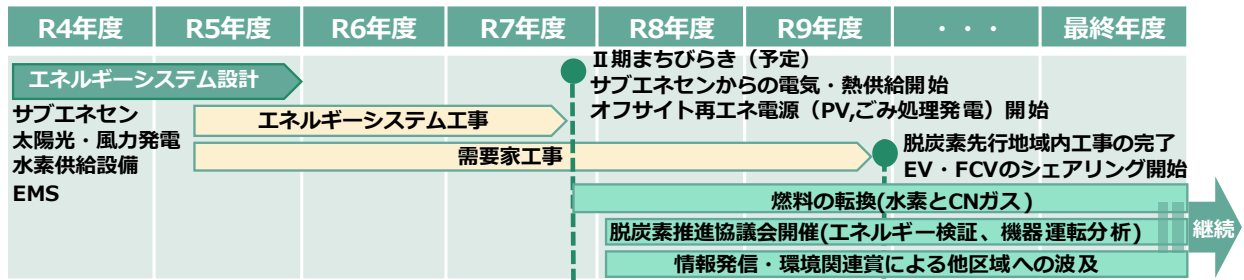 R4年度 R5年度 R6年度 R7年度 R8年度 R9年度 ・・・ 最終年度
エネルギーシステム設計
サブエネセン
太陽光・風力発電
水素供給設備
EMS
エネルギーシステム工事
需要家工事
Ⅱ期まちびらき（予定）
サブエネセンからの電気・熱供給開始
オフサイト再エネ電源（PV,ごみ処理発電）開始
脱炭素先行地域内工事の完了
EV・FCVのシェアリング開始
燃料の転換(水素とCNガス)
脱炭素推進協議会開催(エネルギー検証、機器運転分析)
情報発信・環境関連賞による他区域への波及
継続